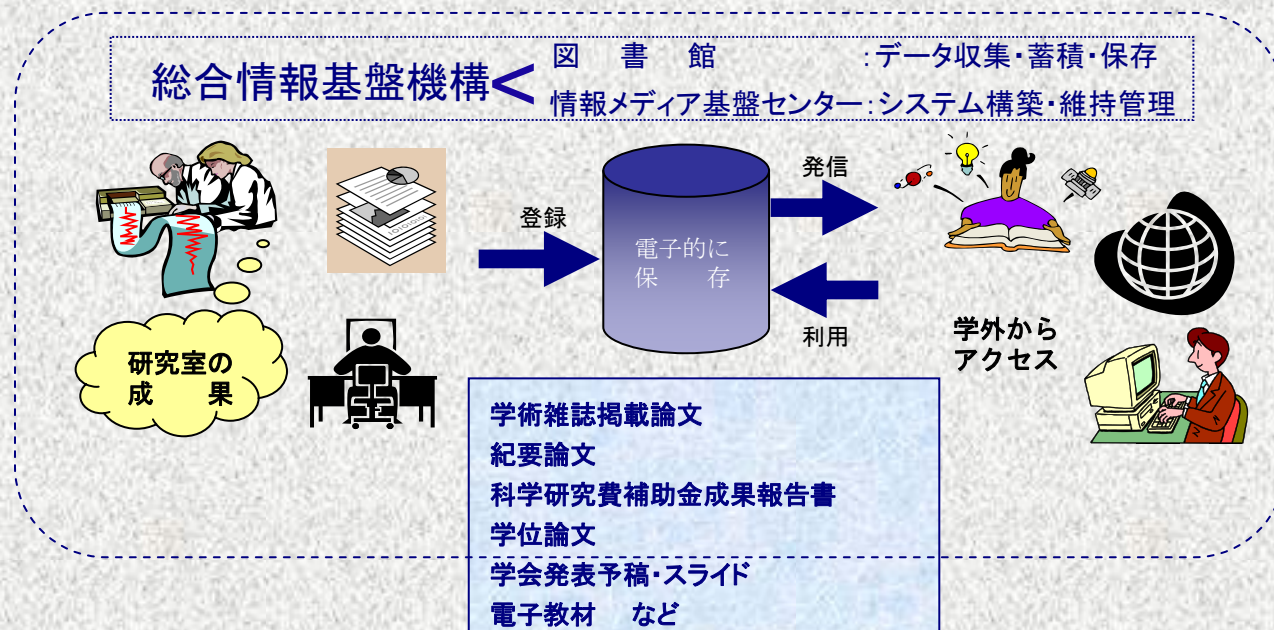 総合情報基盤機構<
図 書 館 :データ収集・蓄積・保存
情報メディア基盤センター:システム構築・維持管理
発信
登録
電子的に
保 存
利用
研究室の
成 果
学外から
アクセス
学術雑誌掲載論文
紀要論文
科学研究費補助金成果報告書
学位論文
学会発表予稿・スライド
電子教材 など